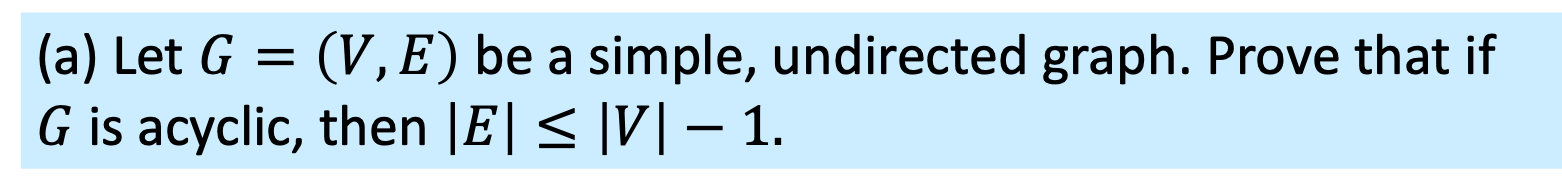 (a) Let G = (V, E) be a simple, undirected graph. Prove that if
G is acyclic, then |E| ≤ |V| − 1.